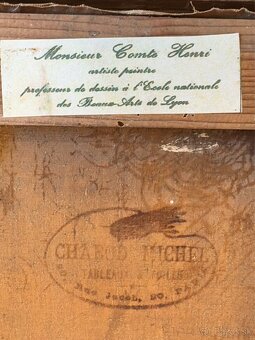 Monsieur Comte Henri
artiste peintre
professeur de dessin à l'Ecole nationale
des Beaux-Arts de Lyon
CHABOD MICHEL
Rue Jacob,
PARIS